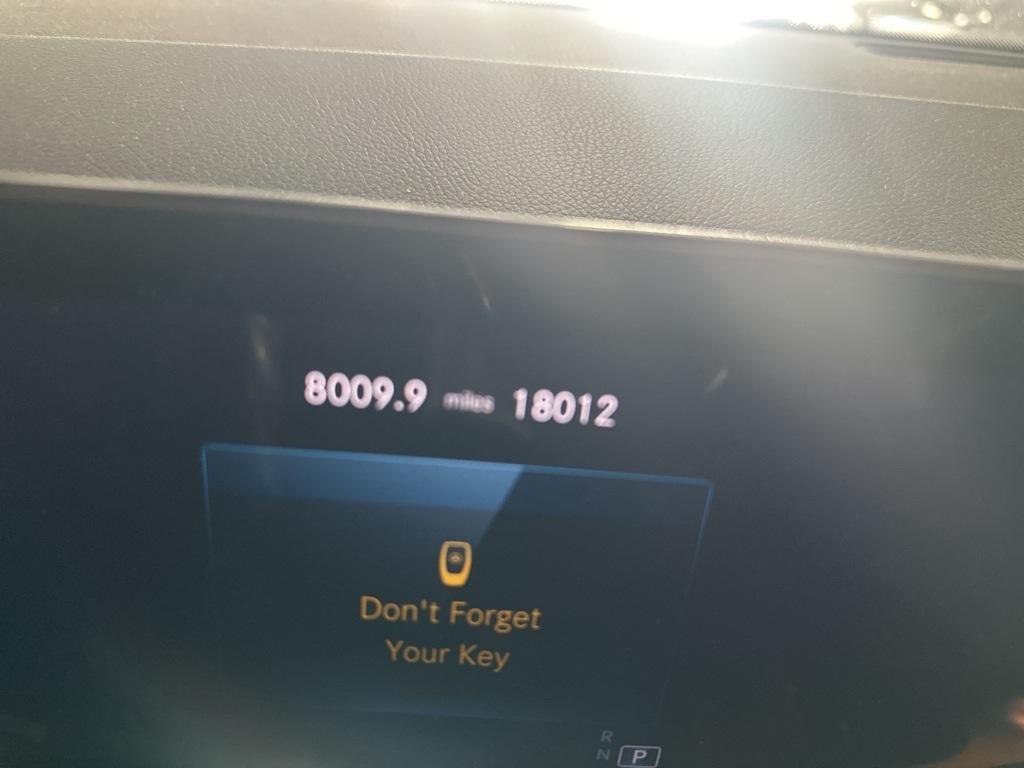 8009.9 miles 18012
Don't Forget
Your Key
R
N P